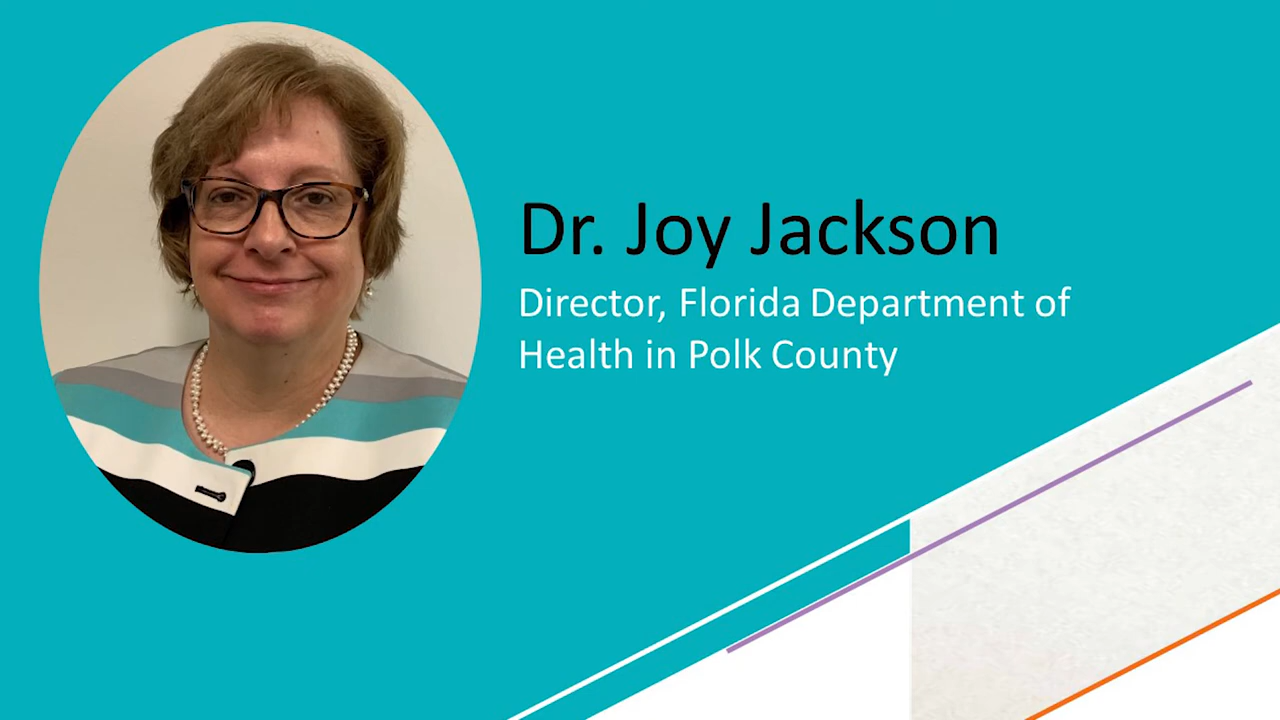 Dr. Joy Jackson
Director, Florida Department of
Health in Polk County